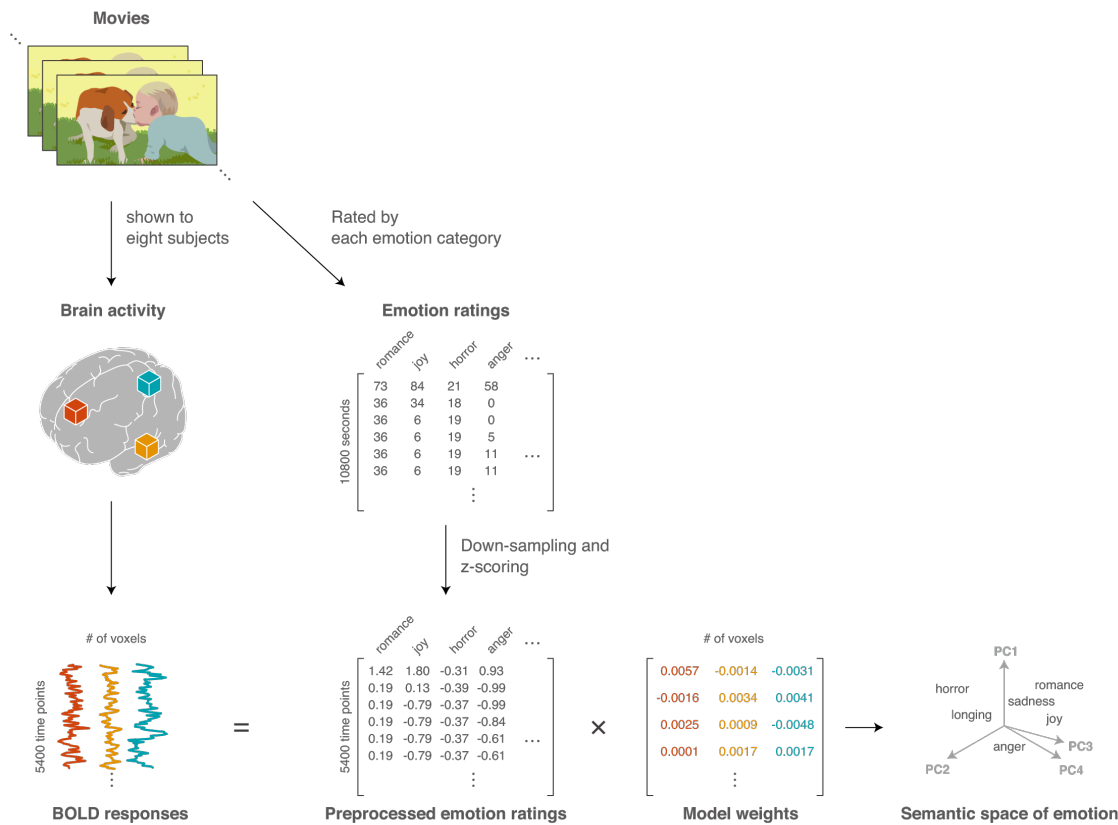 Movies
shown to
eight subjects
Rated by
each emotion category
Brain activity
Emotion ratings
romance joy horror anger ...
10800 seconds
73 84 21 58
36 34 18 0
36 6 19 0
36 6 19 5
36 6 19 11 ...
36 6 19 11
Down-sampling and
z-scoring
# of voxels
5400 time points
=
romance joy horror anger ...
5400 time points
1.42 1.80 -0.31 0.93
0.19 0.13 -0.39 -0.99
0.19 -0.79 -0.37 -0.99
0.19 -0.79 -0.37 -0.84
0.19 -0.79 -0.37 -0.61 ...
0.19 -0.79 -0.37 -0.61
×
# of voxels
0.0057 -0.0014 -0.0031
-0.0016 0.0034 0.0041
0.0025 0.0009 -0.0048
0.0001 0.0017 0.0017
PC1
horror romance
sadness
longing joy
anger PC3
PC2 PC4
BOLD responses
Preprocessed emotion ratings
Model weights
Semantic space of emotion